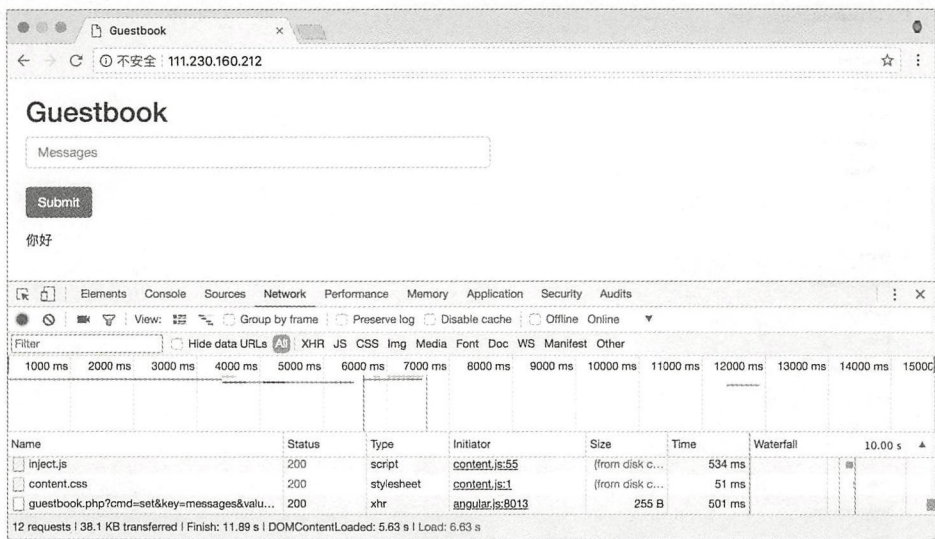 Guestbook
不安全 111.230.160.212
Guestbook
Messages
Submit
你好
Elements Console Sources Network Performance Memory Application Security Audits
View: Group by frame Preserve log Disable cache Offline Online
Filter Hide data URLs All XHR JS CSS Img Media Font Doc WS Manifest Other
1000 ms 2000 ms 3000 ms 4000 ms 5000 ms 6000 ms 7000 ms 8000 ms 9000 ms 10000 ms 11000 ms 12000 ms 13000 ms 14000 ms 1500
Name Status Type Initiator Size Time Waterfall 10.00 s
inject.js 200 script content.js:55 (from disk c... 534 ms
content.css 200 stylesheet content.js:1 (from disk c... 51 ms
guestbook.php?cmd=set&key=messages&valu... 200 xhr angular.js:8013 255 B 501 ms
12 requests | 38.1 KB transferred | Finish: 11.89 s | DOMContentLoaded: 5.63 s | Load: 6.63 s